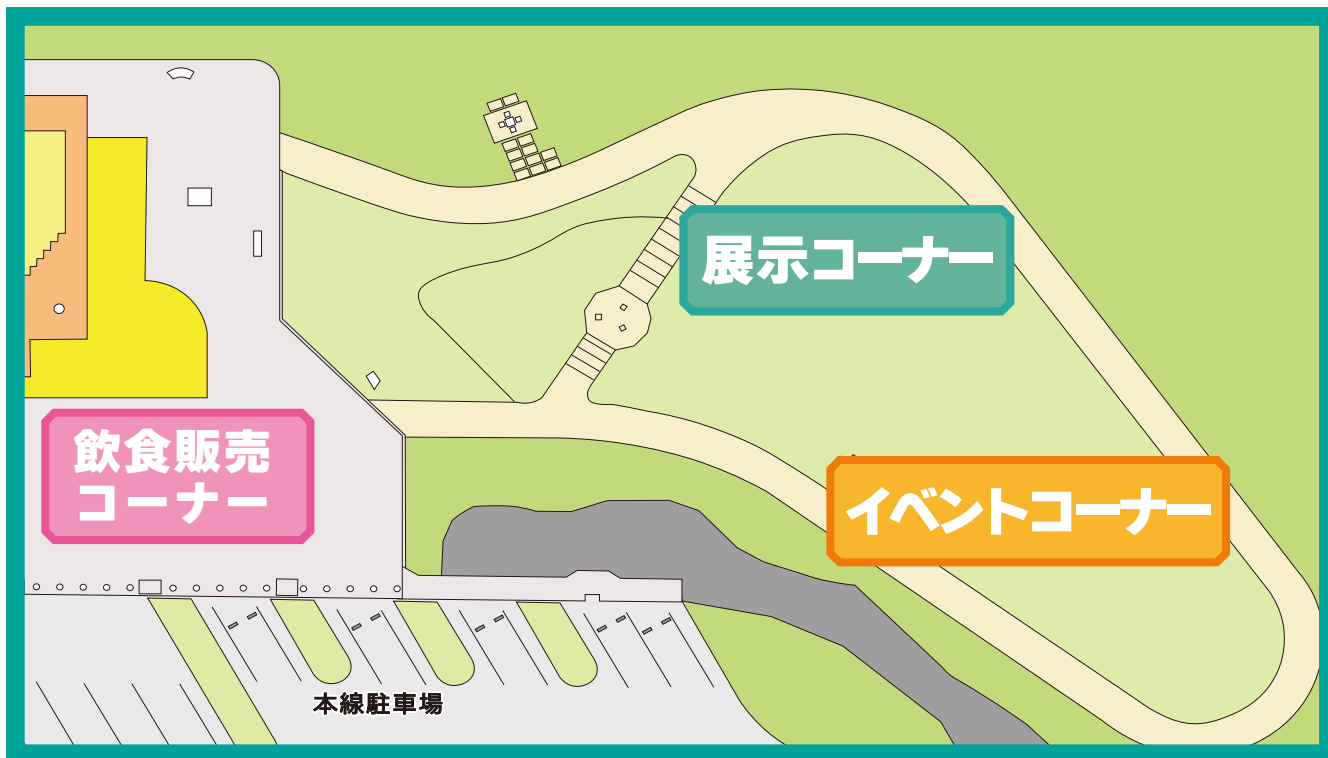 展示コーナー
飲食販売
コーナー
イベントコーナー
本線駐車場